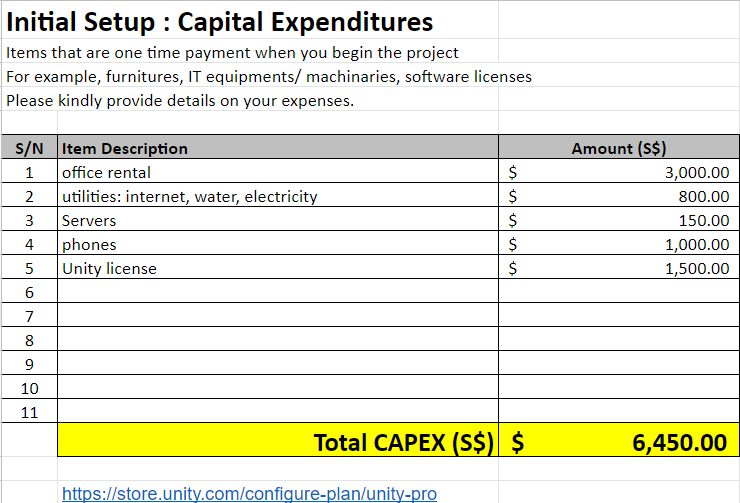 Initial Setup : Capital Expenditures
Items that are one time payment when you begin the project
For example, furnitures, IT equipments/ machinaries, software licenses
Please kindly provide details on your expenses.
S/N Item Description Amount (S$)
1 office rental $ 3,000.00
2 utilities: internet, water, electricity $ 800.00
3 Servers $ 150.00
4 phones $ 1,000.00
5 Unity license $ 1,500.00
6
7
8
9
10
11
Total CAPEX (S$) $ 6,450.00
https://store.unity.com/configure-plan/unity-pro